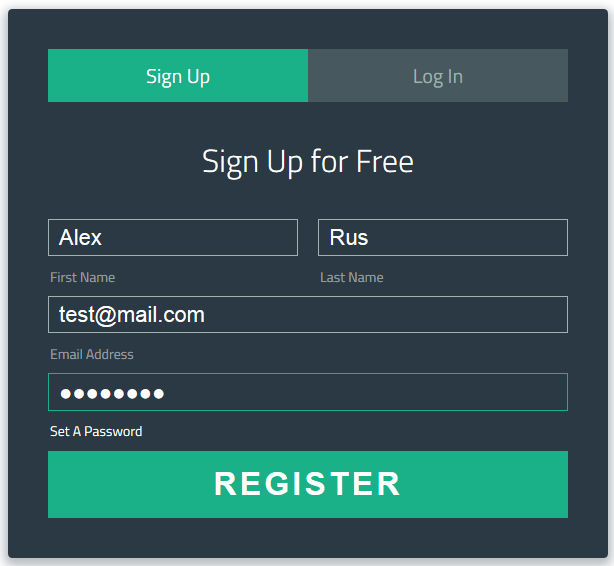 Sign Up Log In
Sign Up for Free
Alex Rus
First Name Last Name
test@mail.com
Email Address
●●●●●●●●
Set A Password
REGISTER